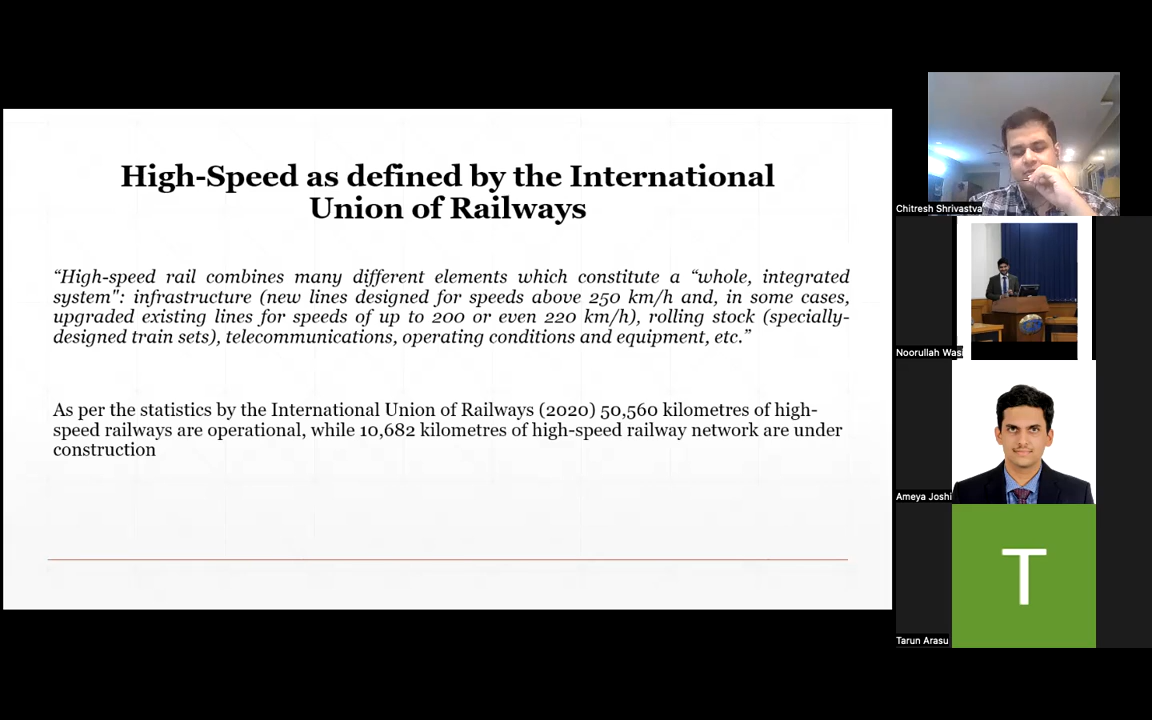 High-Speed as defined by the International
Union of Railways
“High-speed rail combines many different elements which constitute a “whole, integrated
system": infrastructure (new lines designed for speeds above 250 km/h and, in some cases,
upgraded existing lines for speeds of up to 200 or even 220 km/h), rolling stock (specially-
designed train sets), telecommunications, operating conditions and equipment, etc.”
As per the statistics by the International Union of Railways (2020) 50,560 kilometres of high-
speed railways are operational, while 10,682 kilometres of high-speed railway network are under
construction
Chitresh Shrivastva
Noorullah Wasi
Ameya Joshi
T
Tarun Arasu